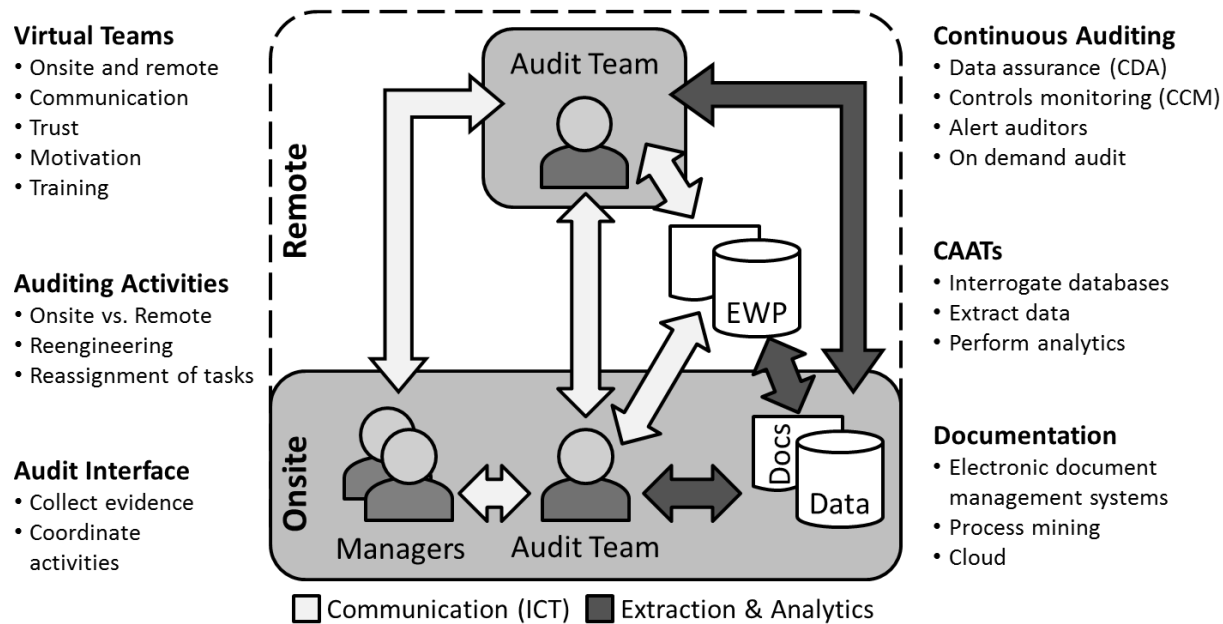 Virtual Teams
• Onsite and remote
• Communication
• Trust
• Motivation
• Training
Auditing Activities
• Onsite vs. Remote
• Reengineering
• Reassignment of tasks
Audit Interface
• Collect evidence
• Coordinate
activities
Remote
Audit Team
EWP
Onsite
Managers
Audit Team
Docs
Data
Communication (ICT)
Extraction & Analytics
Continuous Auditing
• Data assurance (CDA)
• Controls monitoring (CCM)
• Alert auditors
• On demand audit
CAATs
• Interrogate databases
• Extract data
• Perform analytics
Documentation
• Electronic document
management systems
• Process mining
• Cloud